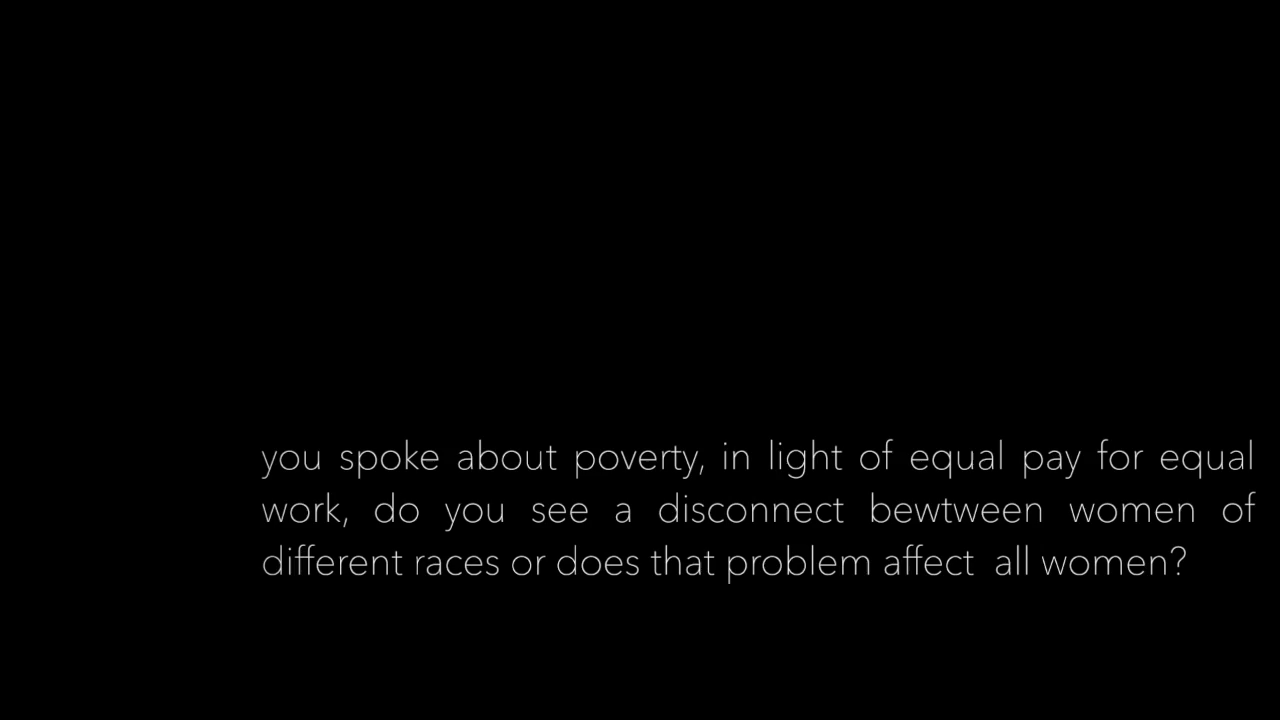 you spoke about poverty, in light of equal pay for equal
work, do you see a disconnect bewtween women of
different races or does that problem affect  all women?